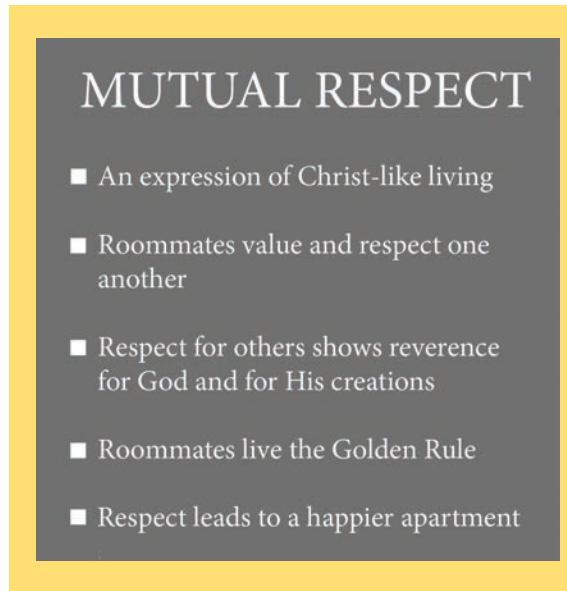 MUTUAL RESPECT
■ An expression of Christ-like living
■ Roommates value and respect one
another
■ Respect for others shows reverence
for God and for His creations
■ Roommates live the Golden Rule
■ Respect leads to a happier apartment